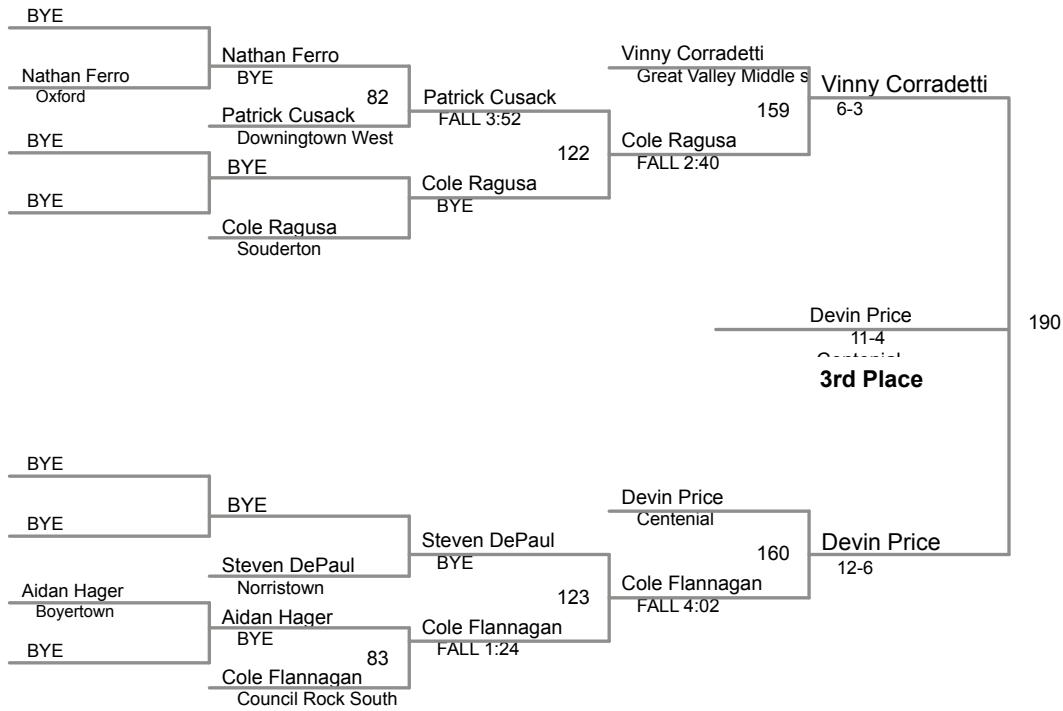 BYE
Nathan Ferro
Oxford
BYE
BYE
Nathan Ferro
BYE
82
Patrick Cusack
Downingtown West
BYE
Cole Ragusa
Souderton
Patrick Cusack
FALL 3:52
122
Cole Ragusa
BYE
Vinny Corradetti
Great Valley Middle s
159
Cole Ragusa
FALL 2:40
Vinny Corradetti
6-3
Devin Price
11-4
Centenial
3rd Place
190
BYE
BYE
Aidan Hager
Boyertown
BYE
BYE
Steven DePaul
Norristown
Aidan Hager
BYE
83
Cole Flannagan
Council Rock South
Steven DePaul
BYE
123
Cole Flannagan
FALL 1:24
Devin Price
Centenial
160
Cole Flannagan
FALL 4:02
Devin Price
12-6